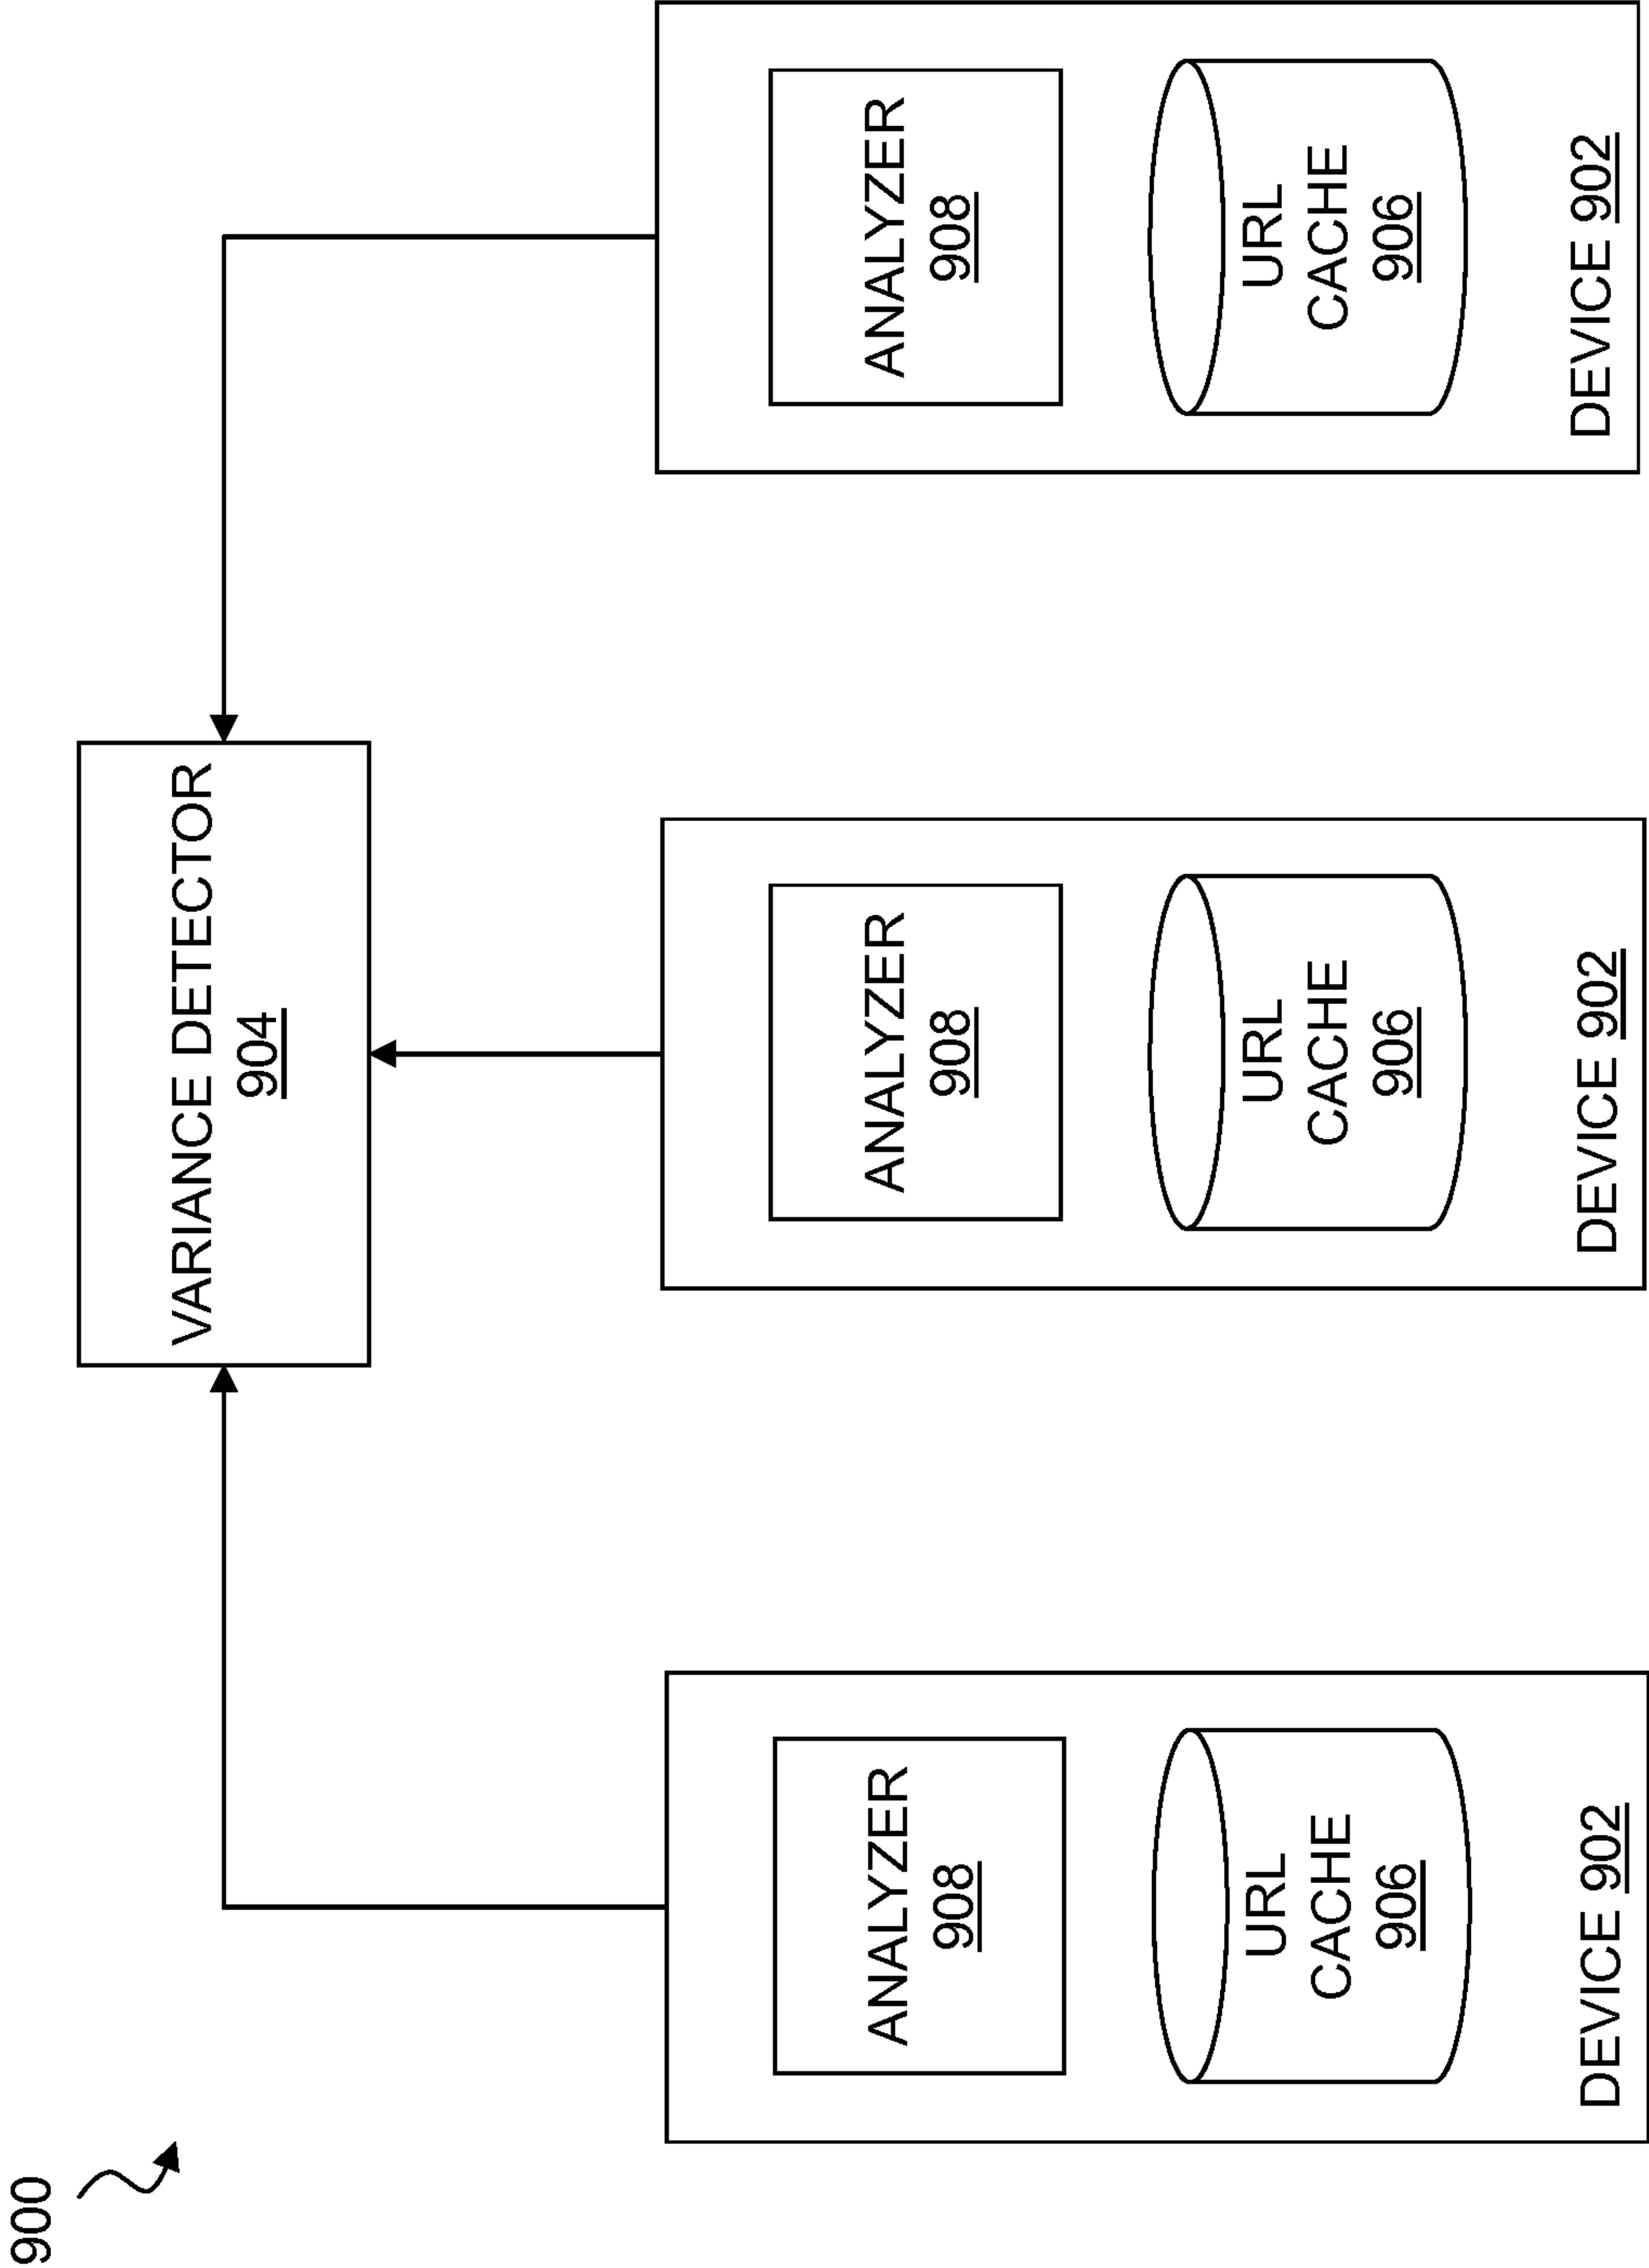 900
VARIANCE DETECTOR
904
ANALYZER
908
URL
CACHE
906
DEVICE 902
ANALYZER
908
URL
CACHE
906
DEVICE 902
ANALYZER
908
URL
CACHE
906
DEVICE 902